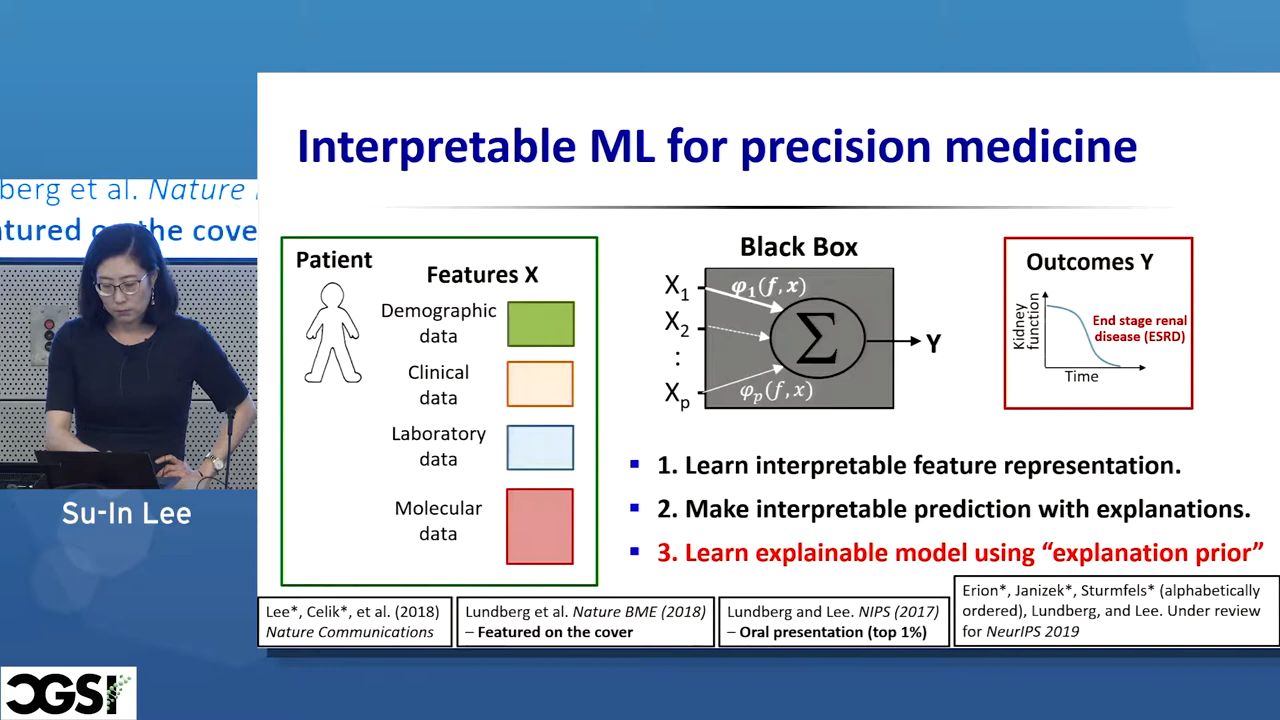 Interpretable ML for precision medicine
berg et al. Nature
atured on the cove
Patient
Features X
Demographic
data
Clinical
data
Laboratory
data
Molecular
data
Black Box
X1
X2
:
Xp
φ1(f,x)
φp(f,x)
Σ
Y
Outcomes Y
Kidney
function
End stage renal
disease (ESRD)
Time
1. Learn interpretable feature representation.
2. Make interpretable prediction with explanations.
3. Learn explainable model using “explanation prior”
Lee*, Celik*, et al. (2018)
Nature Communications
Lundberg et al. Nature BME (2018)
– Featured on the cover
Lundberg and Lee. NIPS (2017)
– Oral presentation (top 1%)
Erion*, Janizek*, Sturmfels* (alphabetically
ordered), Lundberg, and Lee. Under review
for NeurIPS 2019
Su-In Lee
CGSI